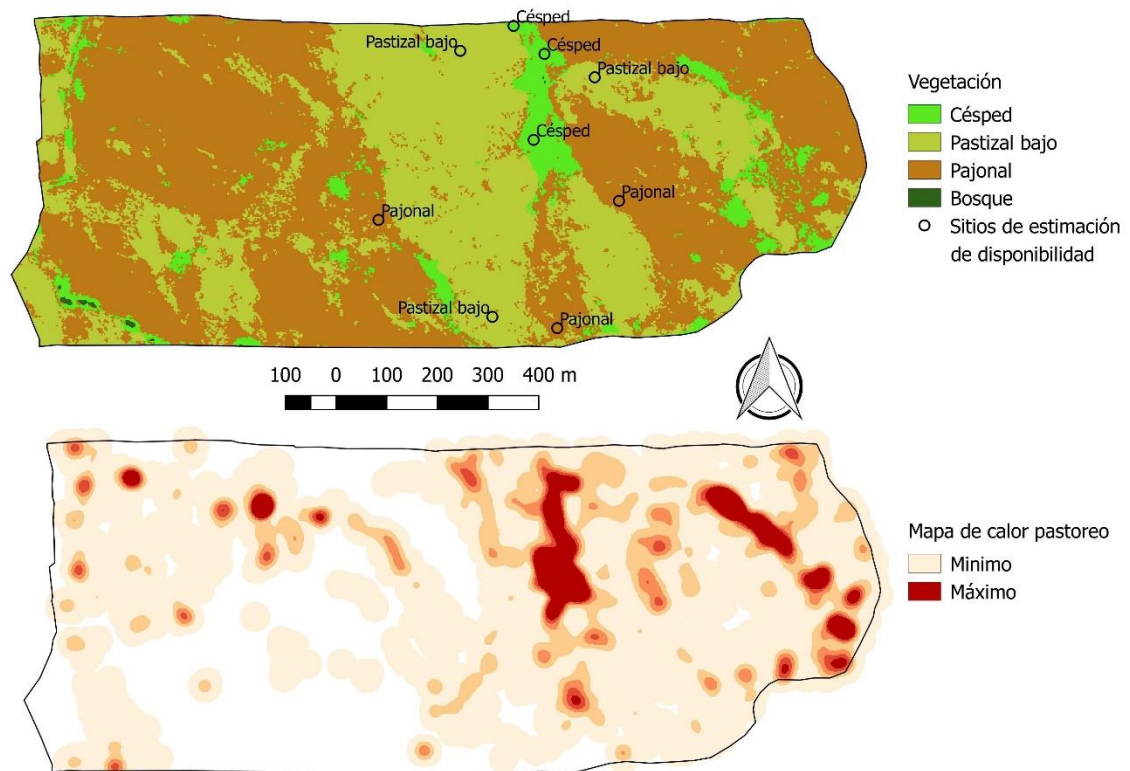 Césped
Pastizal bajo
Césped
Pastizal bajo
Césped
Pajonal
Pajonal
Pastizal bajo
Pajonal
Vegetación
Césped
Pastizal bajo
Pajonal
Bosque
Sitios de estimación
de disponibilidad
100 0 100 200 300 400 m
Mapa de calor pastoreo
Minimo
Máximo